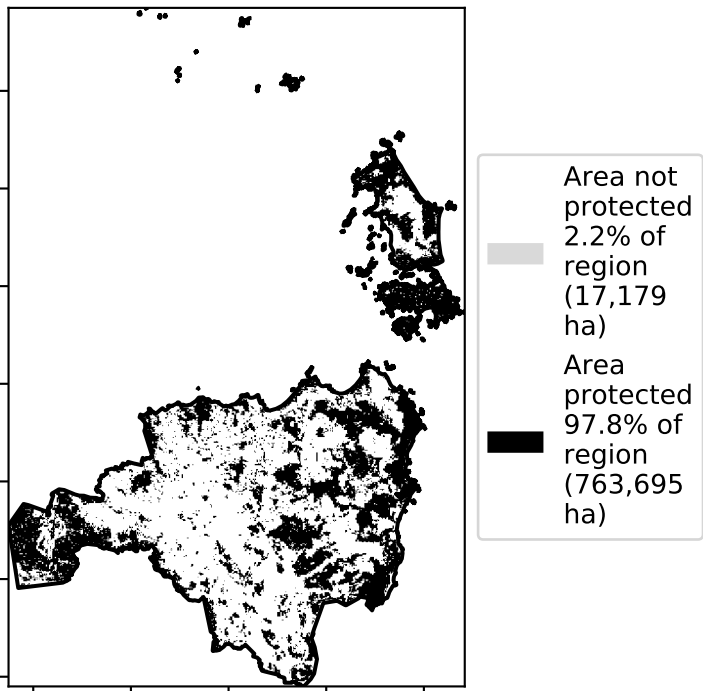 Area not
protected
2.2% of
region
(17,179
ha)
Area
protected
97.8% of
region
(763,695
ha)